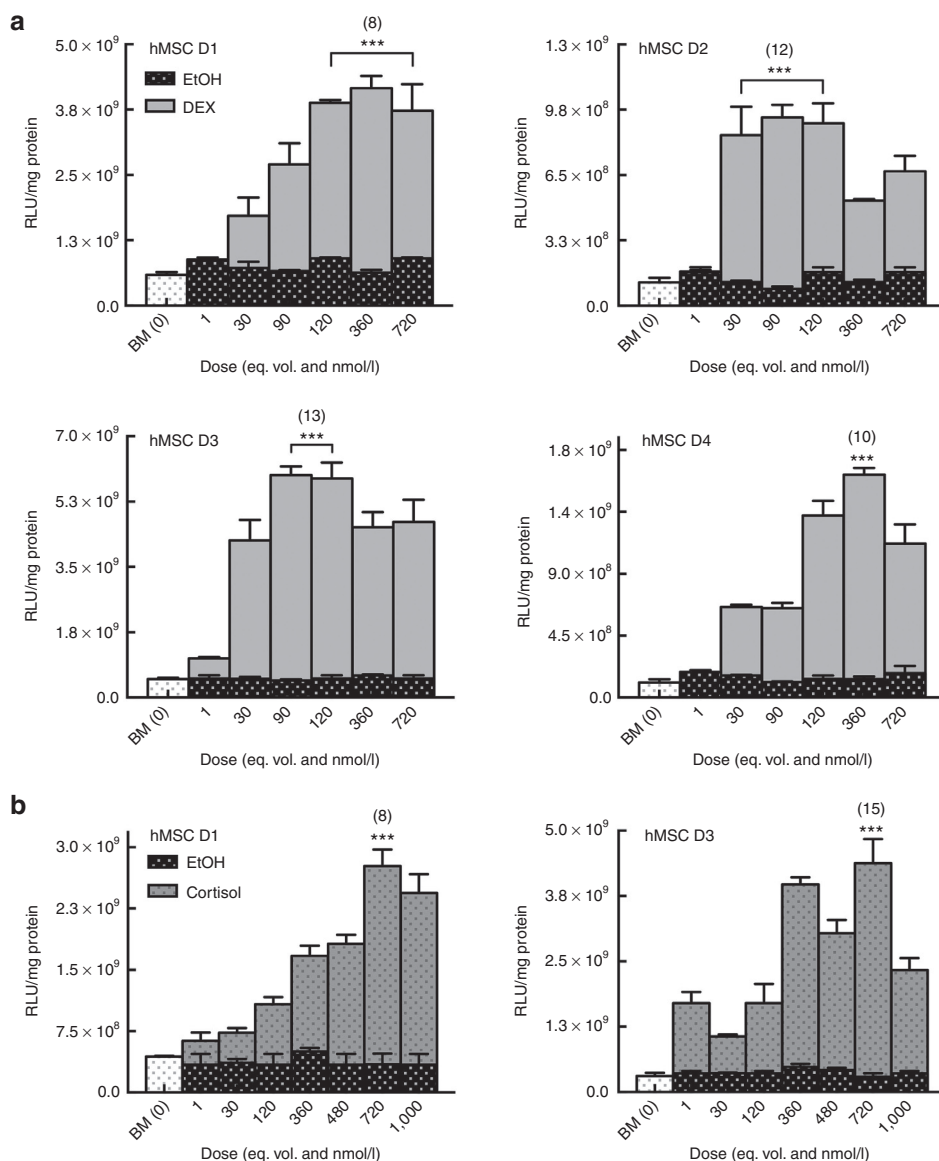 a
hMSC D1
EtOH
DEX
(8)
***
5.0 × 10⁹
3.8 × 10⁹
2.5 × 10⁹
1.3 × 10⁹
0.0
RLU/mg protein
BM (0) 1 30 90 120 360 720
Dose (eq. vol. and nmol/l)
hMSC D2
(12)
***
1.3 × 10⁹
9.8 × 10⁸
6.5 × 10⁸
3.3 × 10⁸
0.0
RLU/mg protein
BM (0) 1 30 90 120 360 720
Dose (eq. vol. and nmol/l)
hMSC D3
(13)
***
7.0 × 10⁹
5.3 × 10⁹
3.5 × 10⁹
1.8 × 10⁹
0.0
RLU/mg protein
BM (0) 1 30 90 120 360 720
Dose (eq. vol. and nmol/l)
hMSC D4
(10)
***
1.8 × 10⁹
1.4 × 10⁹
9.0 × 10⁸
4.5 × 10⁸
0.0
RLU/mg protein
BM (0) 1 30 90 120 360 720
Dose (eq. vol. and nmol/l)
b
hMSC D1
EtOH
Cortisol
(8)
***
3.0 × 10⁹
2.3 × 10⁹
1.5 × 10⁹
7.5 × 10⁸
0.0
RLU/mg protein
BM (0) 1 30 120 360 480 720 1,000
Dose (eq. vol. and nmol/l)
hMSC D3
(15)
***
5.0 × 10⁹
3.8 × 10⁹
2.5 × 10⁹
1.3 × 10⁹
0.0
RLU/mg protein
BM (0) 1 30 120 360 480 720 1,000
Dose (eq. vol. and nmol/l)